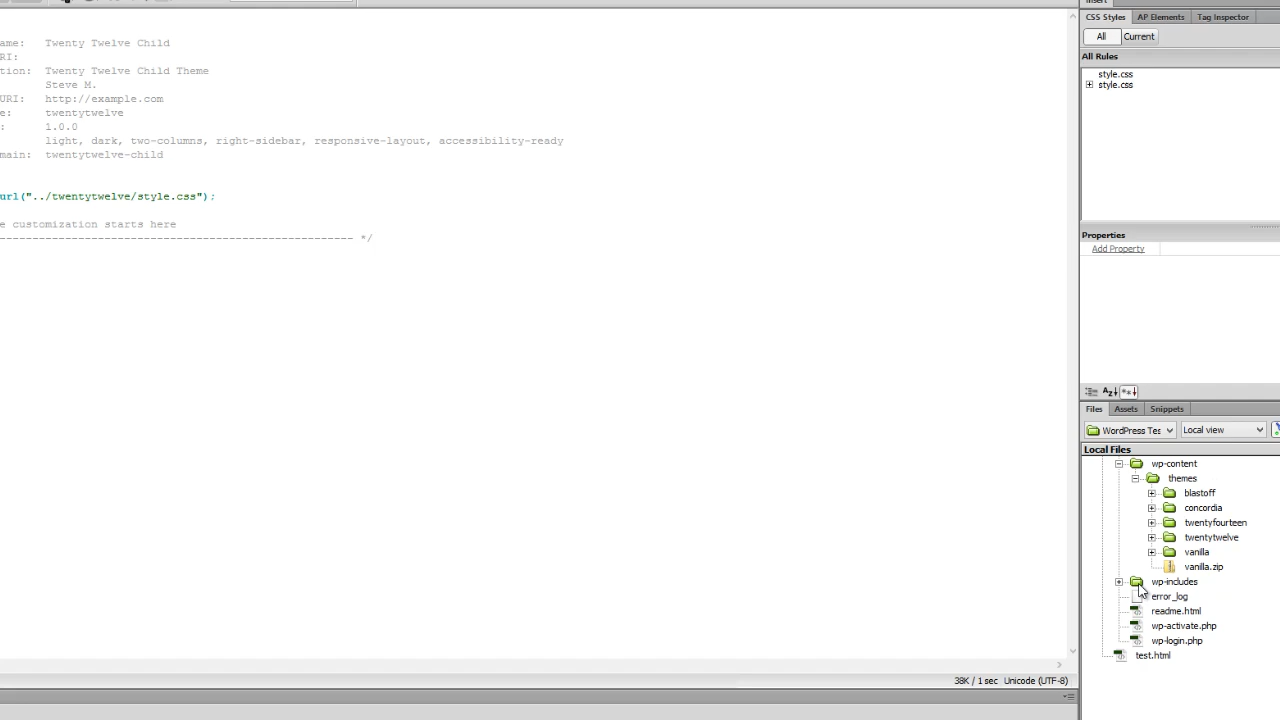 Insert
CSS Styles AP Elements Tag Inspector
All Current
All Rules
style.css
style.css
ame: Twenty Twelve Child
RI:
tion: Twenty Twelve Child Theme
Steve M.
URI: http://example.com
e: twentytwelve
: 1.0.0
light, dark, two-columns, right-sidebar, responsive-layout, accessibility-ready
main: twentytwelve-child
url("../twentytwelve/style.css");
e customization starts here
------------------------------------------------------ */
Properties
Add Property
Files Assets Snippets
WordPress Tes Local view
Local Files
wp-content
themes
blastoff
concordia
twentyfourteen
twentytwelve
vanilla
vanilla.zip
wp-includes
error_log
readme.html
wp-activate.php
wp-login.php
test.html
38K / 1 sec Unicode (UTF-8)